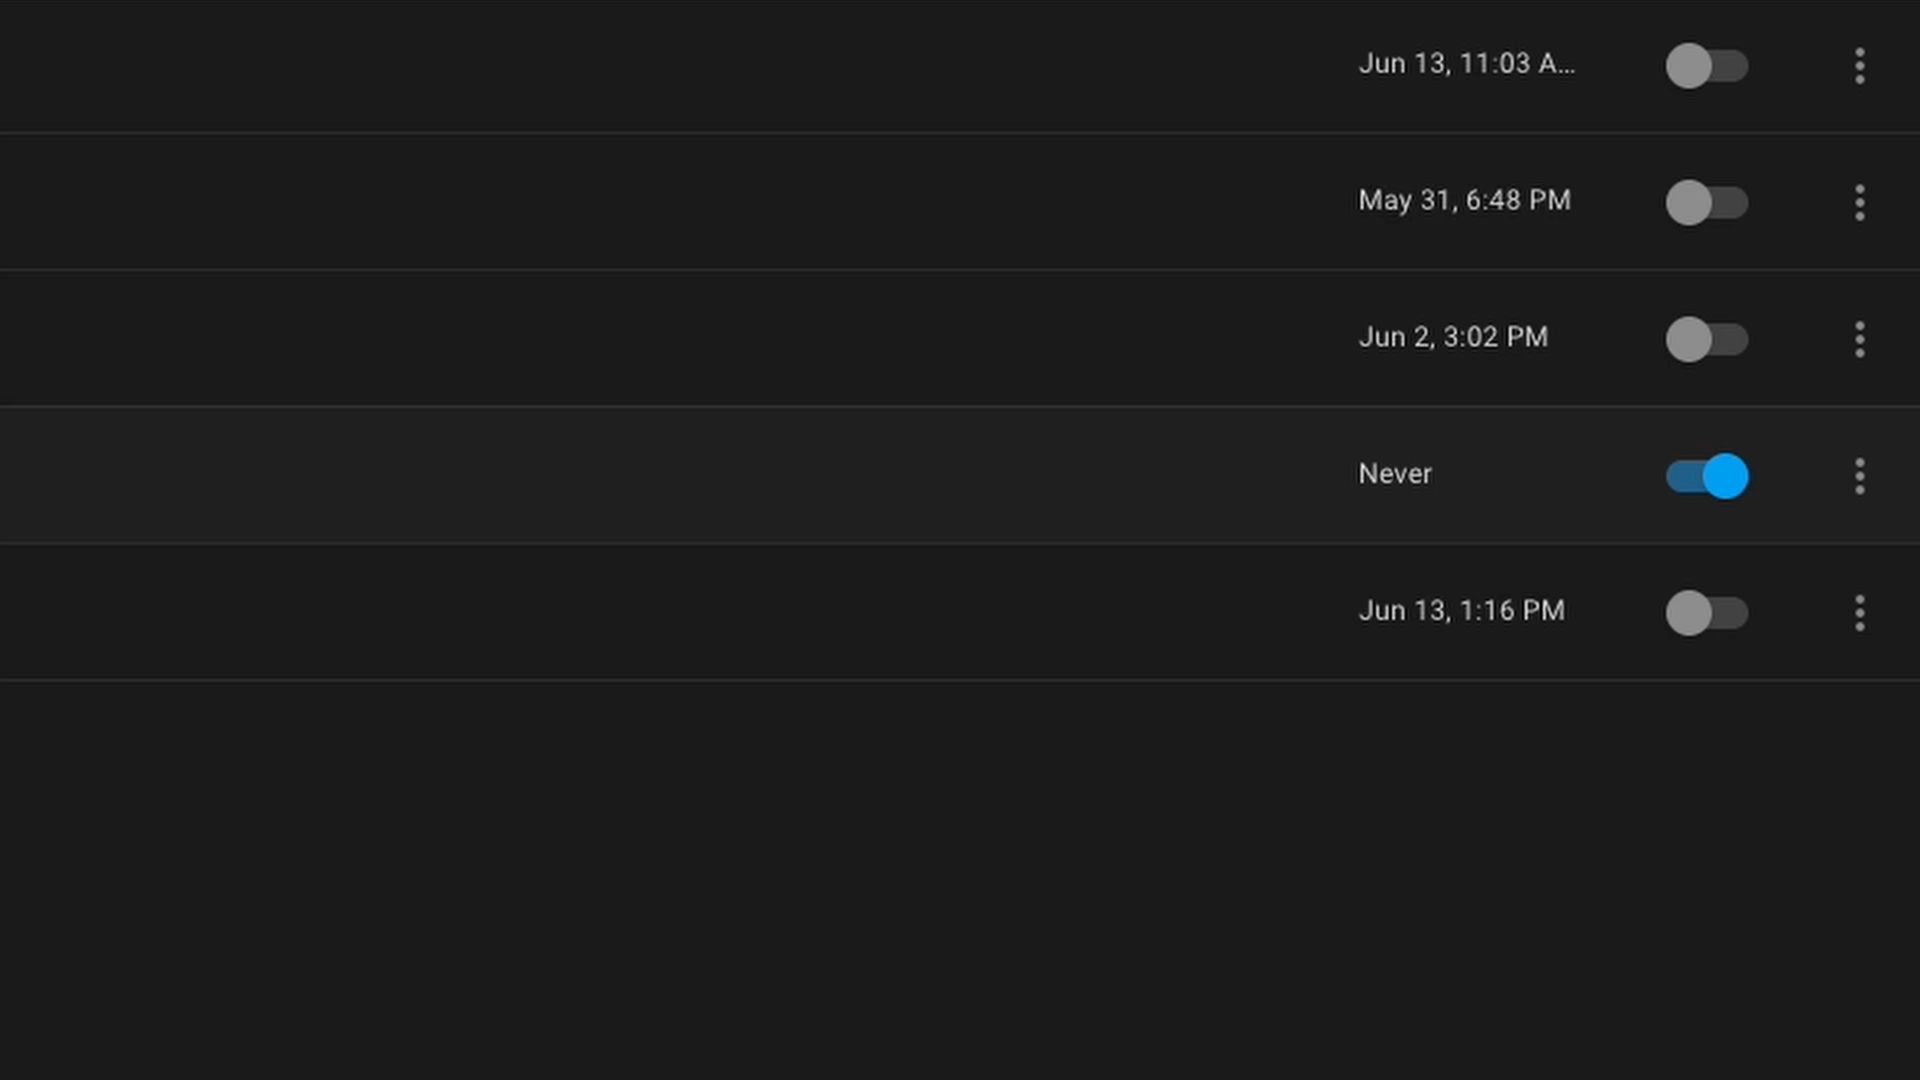 Jun 13, 11:03 A...
May 31, 6:48 PM
Jun 2, 3:02 PM
Never
Jun 13, 1:16 PM